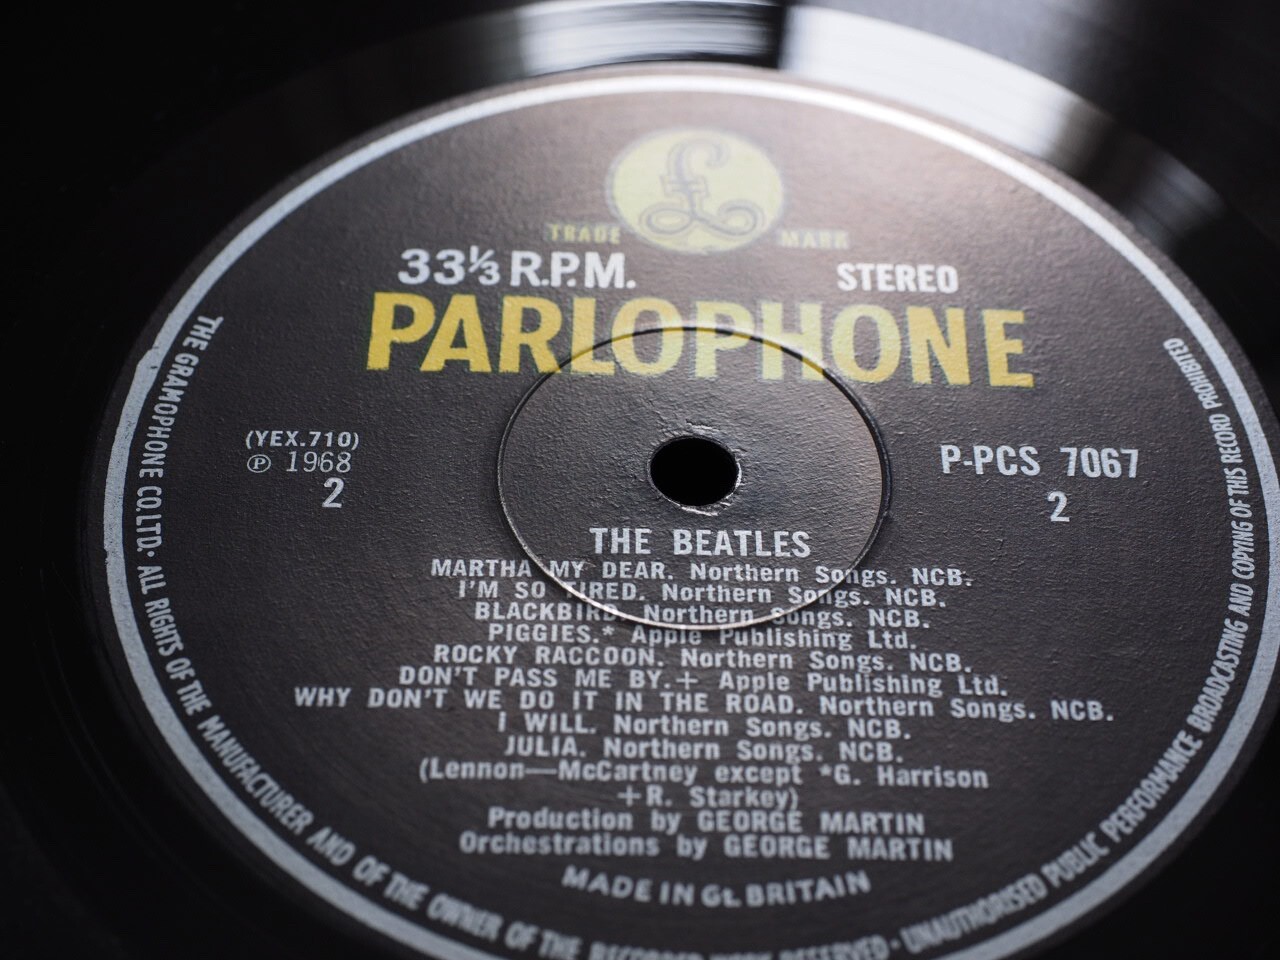 £
TRADE MARK
33⅓ R.P.M. STEREO
PARLOPHONE
(YEX.710)
℗ 1968
2
P-PCS 7067
2
THE BEATLES
MARTHA MY DEAR. Northern Songs. NCB.
I'M SO TIRED. Northern Songs. NCB.
BLACKBIRD. Northern Songs. NCB.
PIGGIES.* Apple Publishing Ltd.
ROCKY RACCOON. Northern Songs. NCB.
DON'T PASS ME BY.+ Apple Publishing Ltd.
WHY DON'T WE DO IT IN THE ROAD. Northern Songs. NCB.
I WILL. Northern Songs. NCB.
JULIA. Northern Songs. NCB.
(Lennon—McCartney except *G. Harrison
+R. Starkey)
Production by GEORGE MARTIN
Orchestrations by GEORGE MARTIN
MADE IN Gt. BRITAIN
THE GRAMOPHONE CO. LTD. · ALL RIGHTS OF THE MANUFACTURER AND OF THE OWNER OF THE RECORDED WORK RESERVED · UNAUTHORISED PUBLIC PERFORMANCE BROADCASTING AND COPYING OF THIS RECORD PROHIBITED